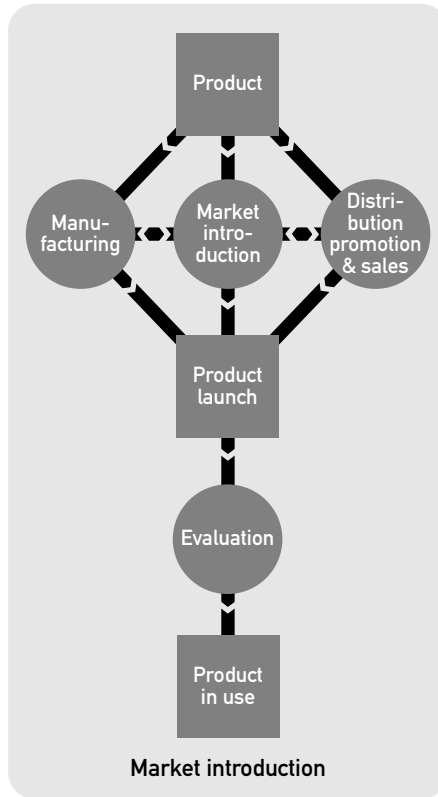 Product
Manu-
facturing
Market
intro-
duction
Distri-
bution
promotion
& sales
Product
launch
Evaluation
Product
in use
Market introduction